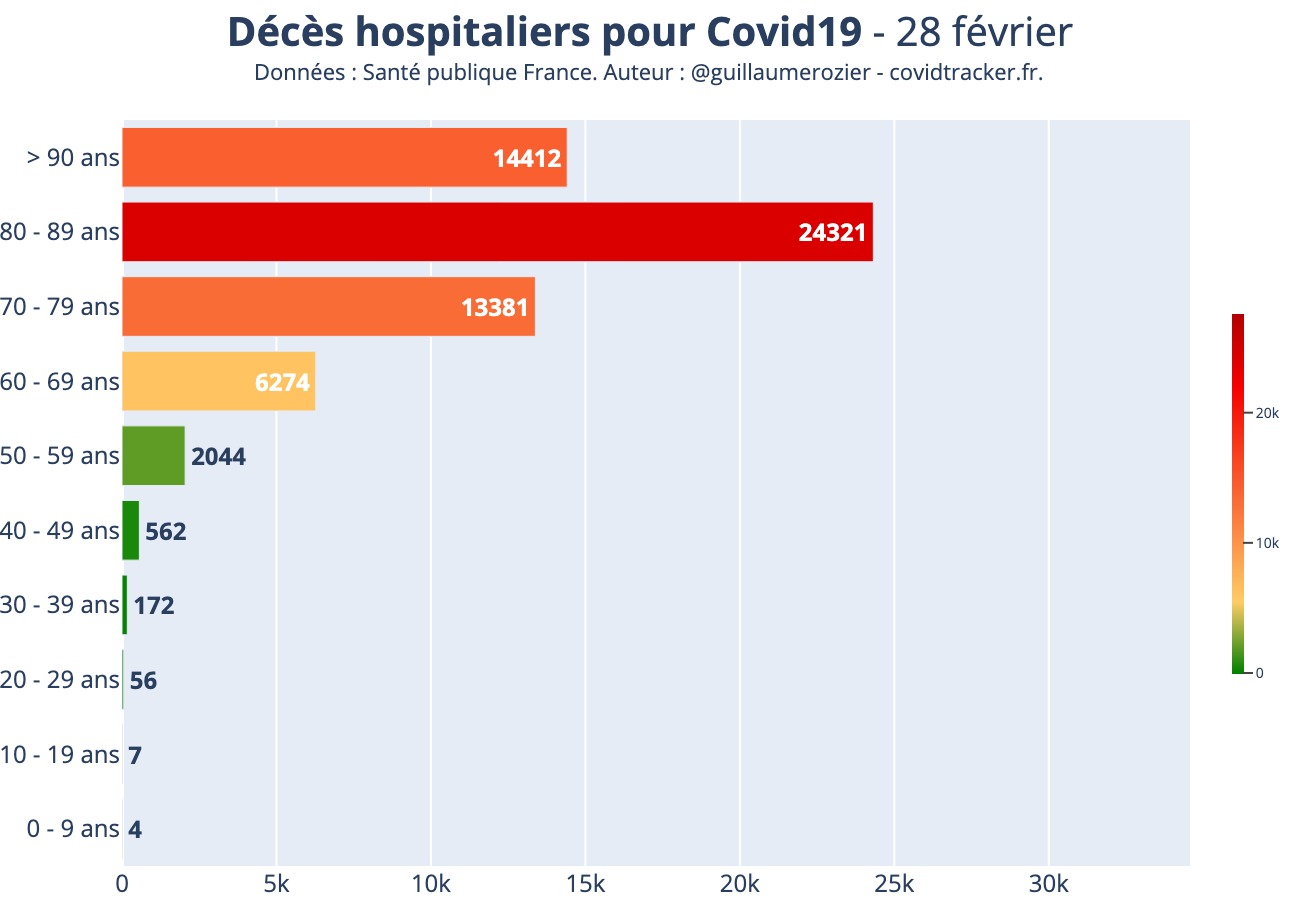 Décès hospitaliers pour Covid19 - 28 février
Données : Santé publique France. Auteur : @guillaumerozier - covidtracker.fr.
> 90 ans 14412
80 - 89 ans 24321
70 - 79 ans 13381
60 - 69 ans 6274
50 - 59 ans 2044
40 - 49 ans 562
30 - 39 ans 172
20 - 29 ans 56
10 - 19 ans 7
0 - 9 ans 4
0 5k 10k 15k 20k 25k 30k
20k
10k
0